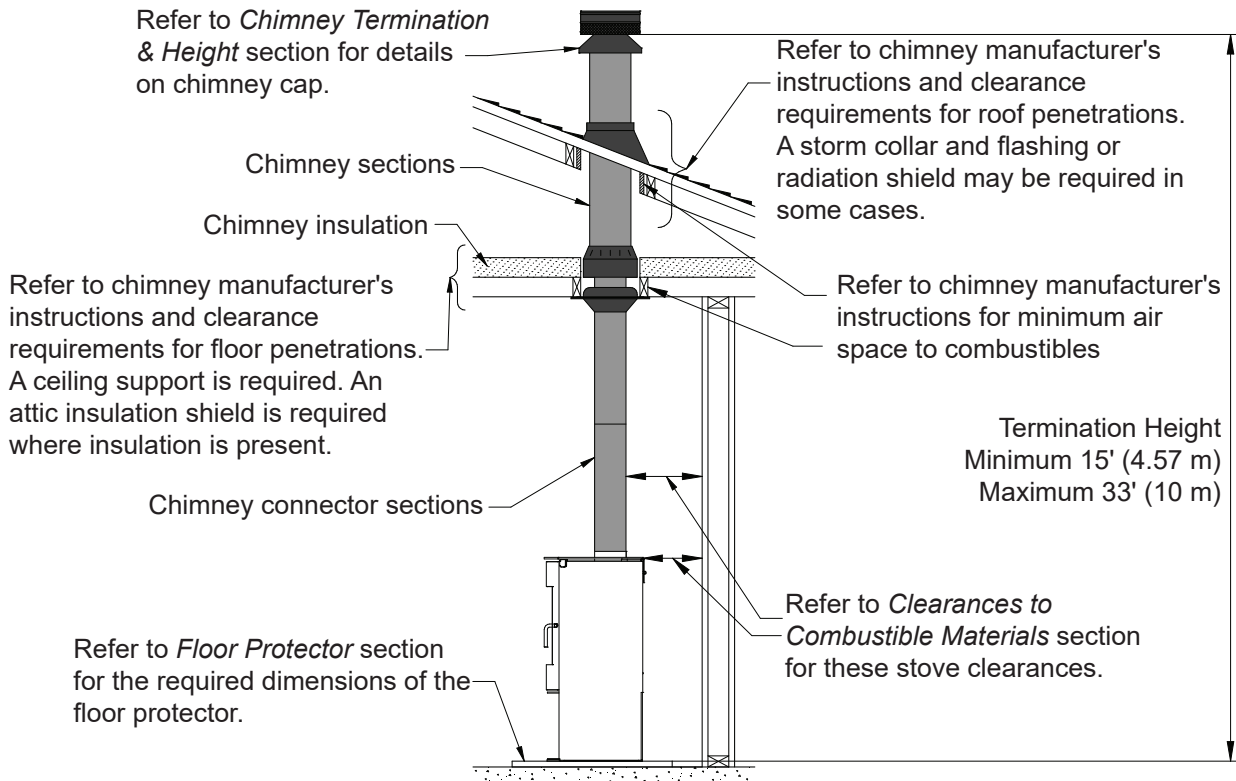 Refer to Chimney Termination
& Height section for details
on chimney cap.
Refer to chimney manufacturer's
instructions and clearance
requirements for roof penetrations.
A storm collar and flashing or
radiation shield may be required in
some cases.
Chimney sections
Chimney insulation
Refer to chimney manufacturer's
instructions and clearance
requirements for floor penetrations.
A ceiling support is required. An
attic insulation shield is required
where insulation is present.
Refer to chimney manufacturer's
instructions for minimum air
space to combustibles
Termination Height
Minimum 15' (4.57 m)
Maximum 33' (10 m)
Chimney connector sections
Refer to Clearances to
Combustible Materials section
for these stove clearances.
Refer to Floor Protector section
for the required dimensions of the
floor protector.